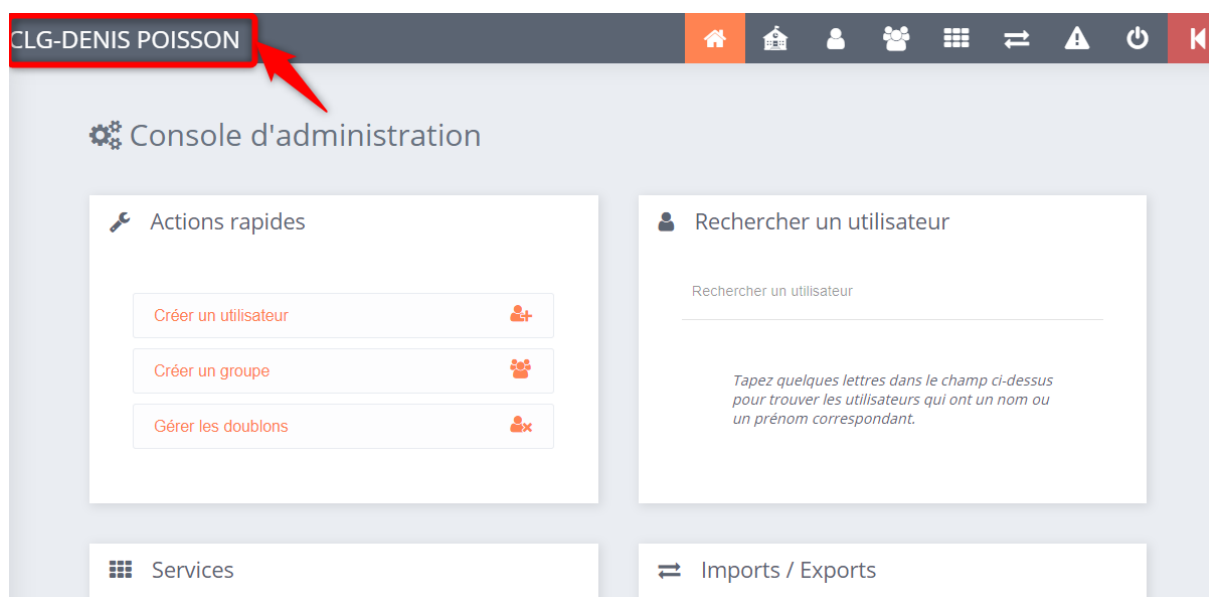 CLG-DENIS POISSON
Console d'administration
Actions rapides
Créer un utilisateur
Créer un groupe
Gérer les doublons
Rechercher un utilisateur
Rechercher un utilisateur
Tapez quelques lettres dans le champ ci-dessus
pour trouver les utilisateurs qui ont un nom ou
un prénom correspondant.
Services
Imports / Exports